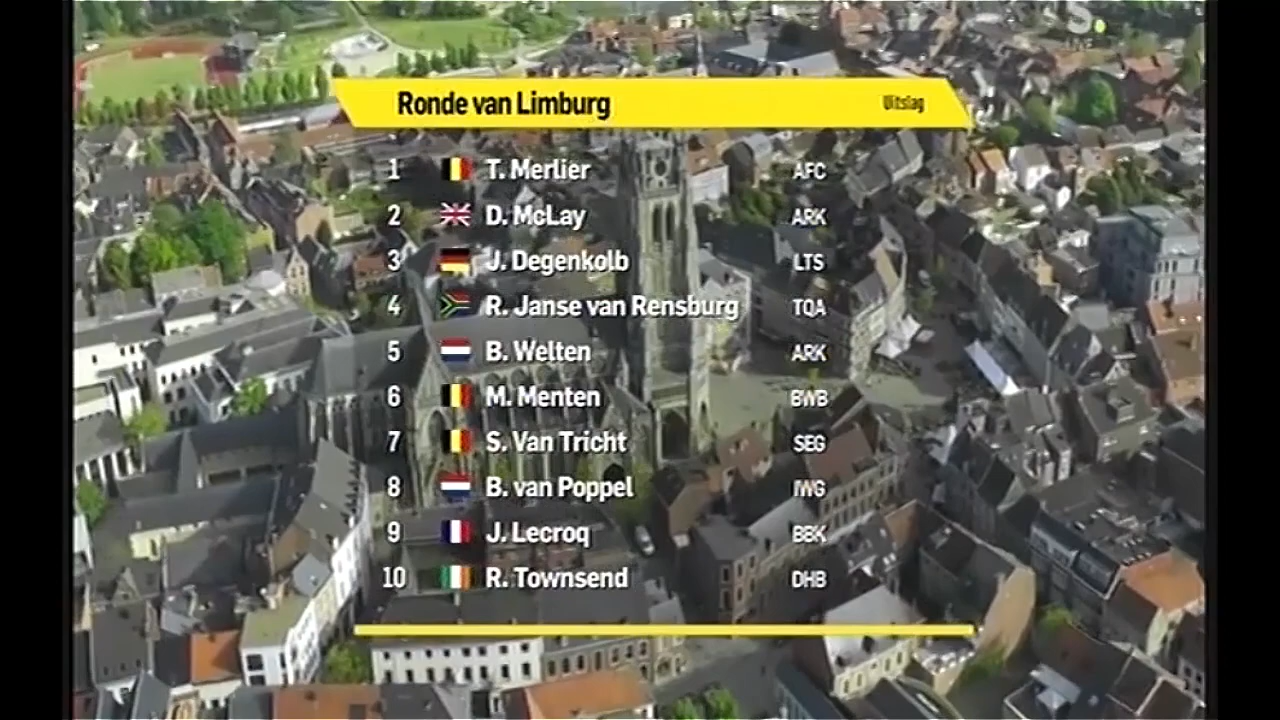 S.
LIVE
Ronde van Limburg Uitslag
1 T. Merlier AFC
2 D. McLay ARK
3 J. Degenkolb LTS
4 R. Janse van Rensburg TQA
5 B. Welten ARK
6 M. Menten BWB
7 S. Van Tricht SEG
8 B. van Poppel IWG
9 J. Lecroq BBK
10 R. Townsend DHB